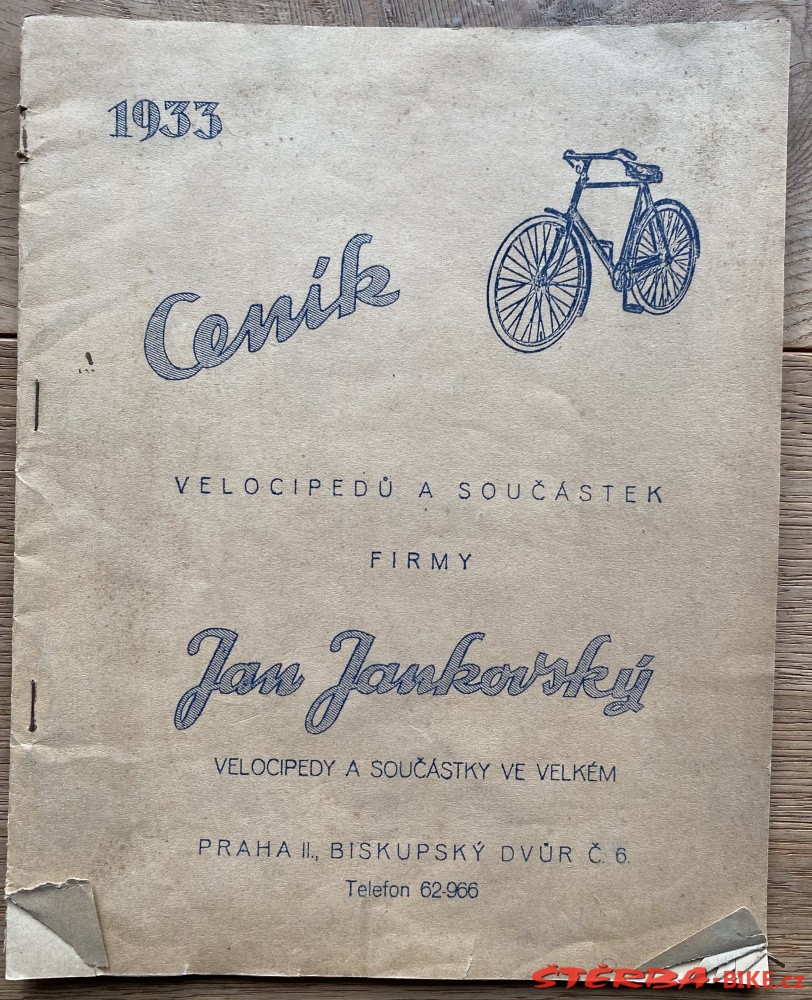 1933
Ceník
VELOCIPEDŮ A SOUČÁSTEK
FIRMY
Jan Jankovský
VELOCIPEDY A SOUČÁSTKY VE VELKÉM
PRAHA II., BISKUPSKÝ DVŮR Č. 6.
Telefon 62-966
ŠTĚRBA-BIKE.cz